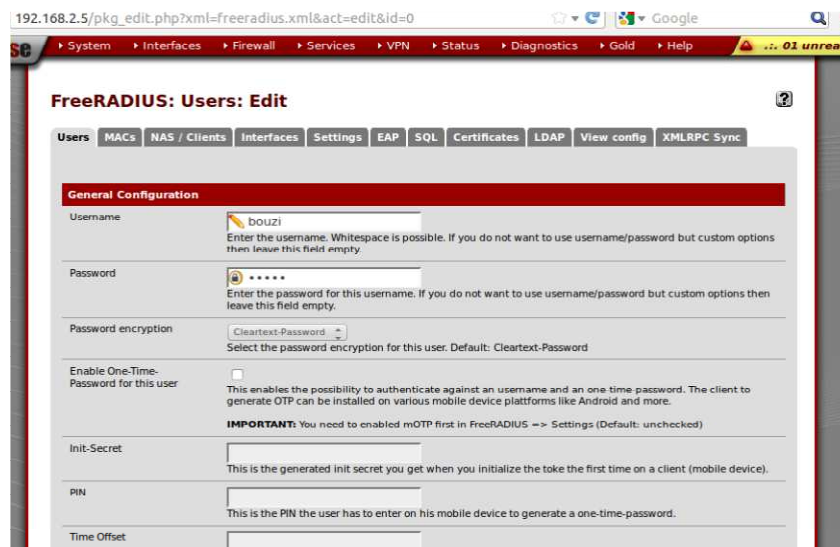 192.168.2.5/pkg_edit.php?xml=freeradius.xml&act=edit&id=0 Google
se System Interfaces Firewall Services VPN Status Diagnostics Gold Help .:. 01 unrea
FreeRADIUS: Users: Edit ?
Users MACs NAS / Clients Interfaces Settings EAP SQL Certificates LDAP View config XMLRPC Sync
General Configuration
Username
bouzi
Enter the username. Whitespace is possible. If you do not want to use username/password but custom options
then leave this field empty.
Password
•••••
Enter the password for this username. If you do not want to use username/password but custom options then
leave this field empty.
Password encryption
Cleartext-Password
Select the password encryption for this user. Default: Cleartext-Password
Enable One-Time-
Password for this user
This enables the possibility to authenticate against an username and an one time-password. The client to
generate OTP can be installed on various mobile device plattforms like Android and more.
IMPORTANT: You need to enabled mOTP first in FreeRADIUS => Settings (Default: unchecked)
Init-Secret
This is the generated init secret you get when you initialize the toke the first time on a client (mobile device).
PIN
This is the PIN the user has to enter on his mobile device to generate a one-time-password.
Time Offset